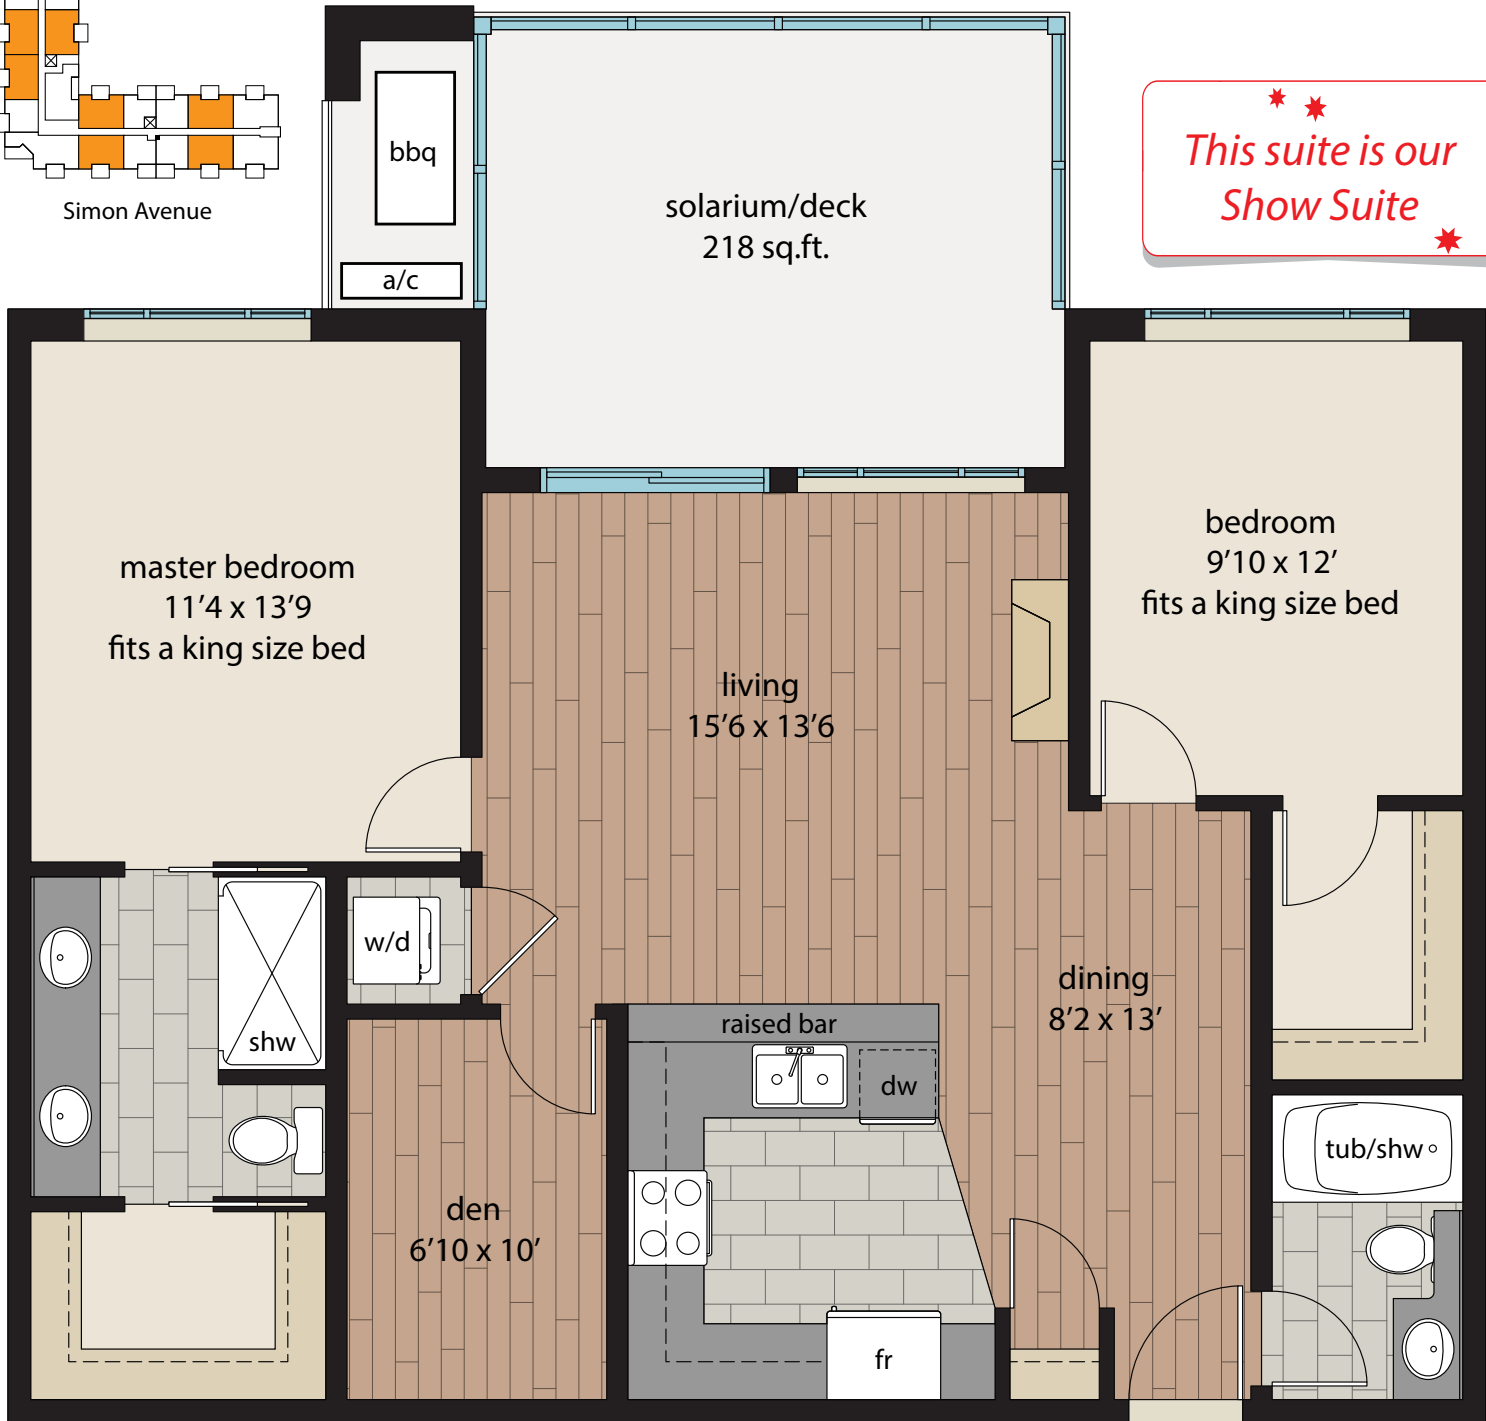 Simon Avenue
bbq
a/c
solarium/deck
218 sq.ft.
This suite is our
Show Suite
master bedroom
11’4 x 13’9
fits a king size bed
bedroom
9’10 x 12’
fits a king size bed
living
15’6 x 13’6
w/d
shw
dining
8’2 x 13’
raised bar
dw
den
6’10 x 10’
tub/shw
fr